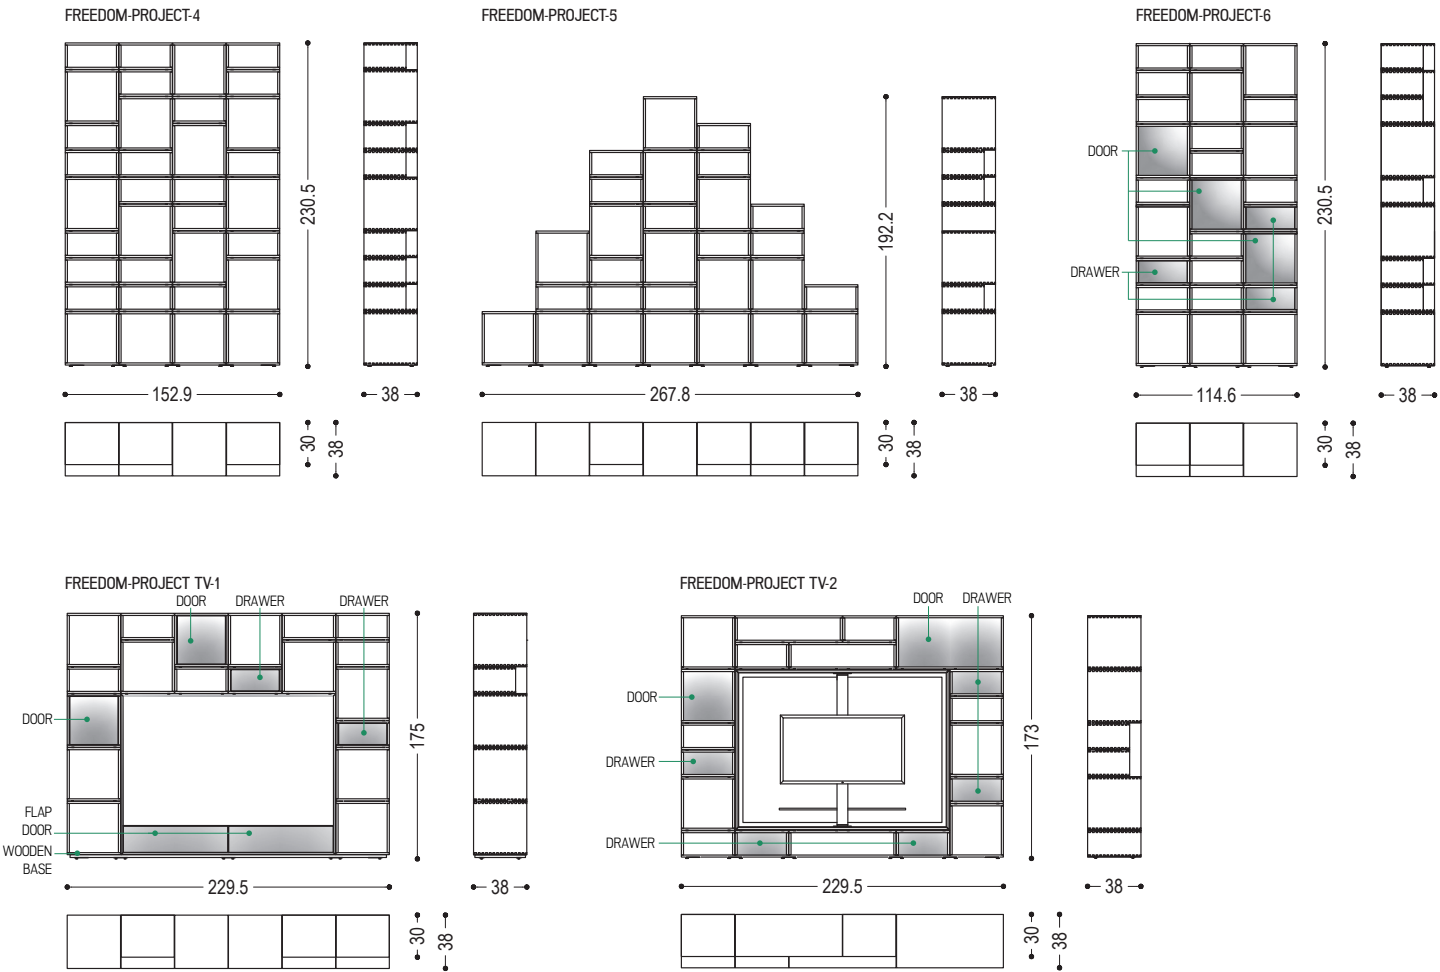 FREEDOM-PROJECT-4
230.5
152.9
38
30
38
FREEDOM-PROJECT-5
192.2
267.8
38
30
38
FREEDOM-PROJECT-6
DOOR
DRAWER
230.5
114.6
38
30
38
FREEDOM-PROJECT TV-1
DOOR
DRAWER
DRAWER
DOOR
FLAP
DOOR
WOODEN
BASE
175
229.5
38
30
38
FREEDOM-PROJECT TV-2
DOOR
DRAWER
DOOR
DRAWER
DRAWER
173
229.5
38
30
38